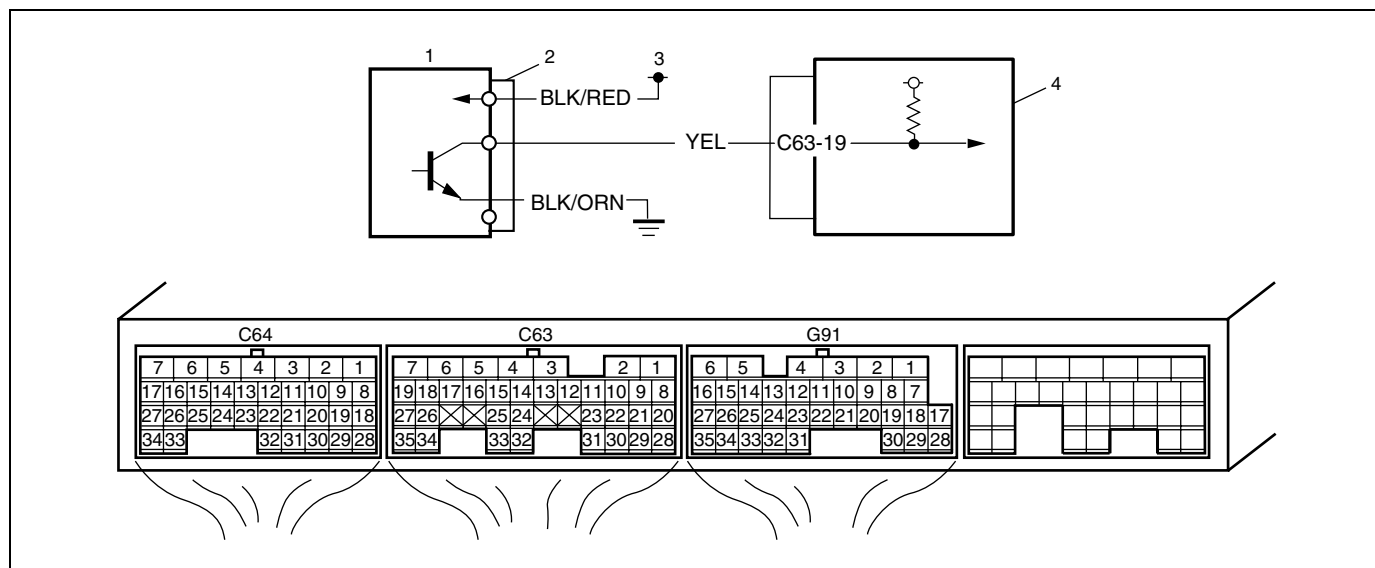 1 2 3
BLK/RED
4
YEL C63-19
BLK/ORN
C64 C63 G91
7 6 5 4 3 2 1 7 6 5 4 3 2 1 6 5 4 3 2 1
17 16 15 14 13 12 11 10 9 8 19 18 17 16 15 14 13 12 11 10 9 8 16 15 14 13 12 11 10 9 8 7
27 26 25 24 23 22 21 20 19 18 27 26 25 24 23 22 21 20 27 26 25 24 23 22 21 20 19 18 17
34 33 32 31 30 29 28 35 34 33 32 31 30 29 28 35 34 33 32 31 30 29 28